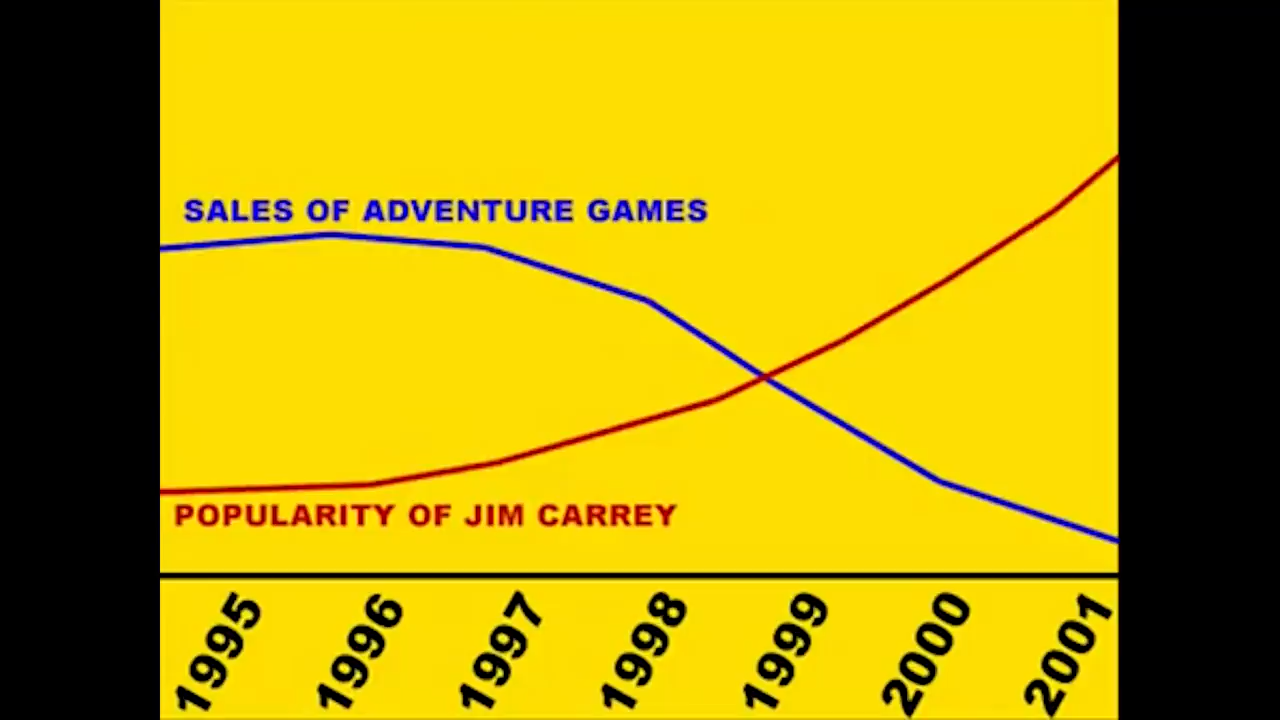 SALES OF ADVENTURE GAMES
POPULARITY OF JIM CARREY
1995 1996 1997 1998 1999 2000 2001